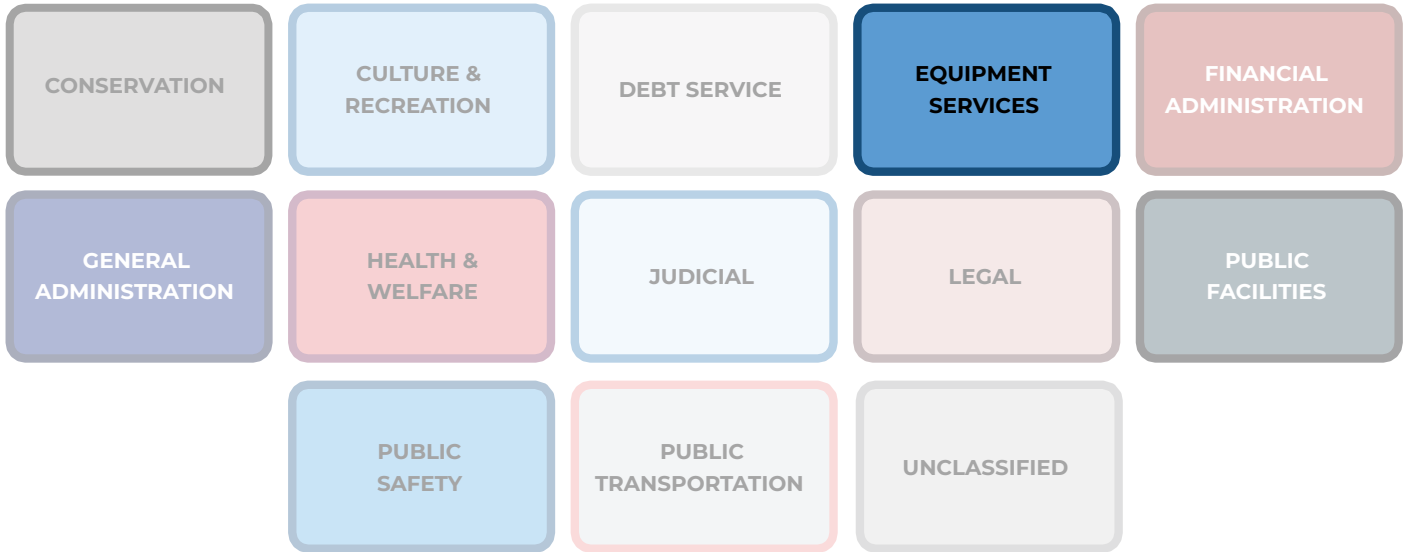 CONSERVATION
CULTURE &
RECREATION
DEBT SERVICE
EQUIPMENT
SERVICES
FINANCIAL
ADMINISTRATION
GENERAL
ADMINISTRATION
HEALTH &
WELFARE
JUDICIAL
LEGAL
PUBLIC
FACILITIES
PUBLIC
SAFETY
PUBLIC
TRANSPORTATION
UNCLASSIFIED